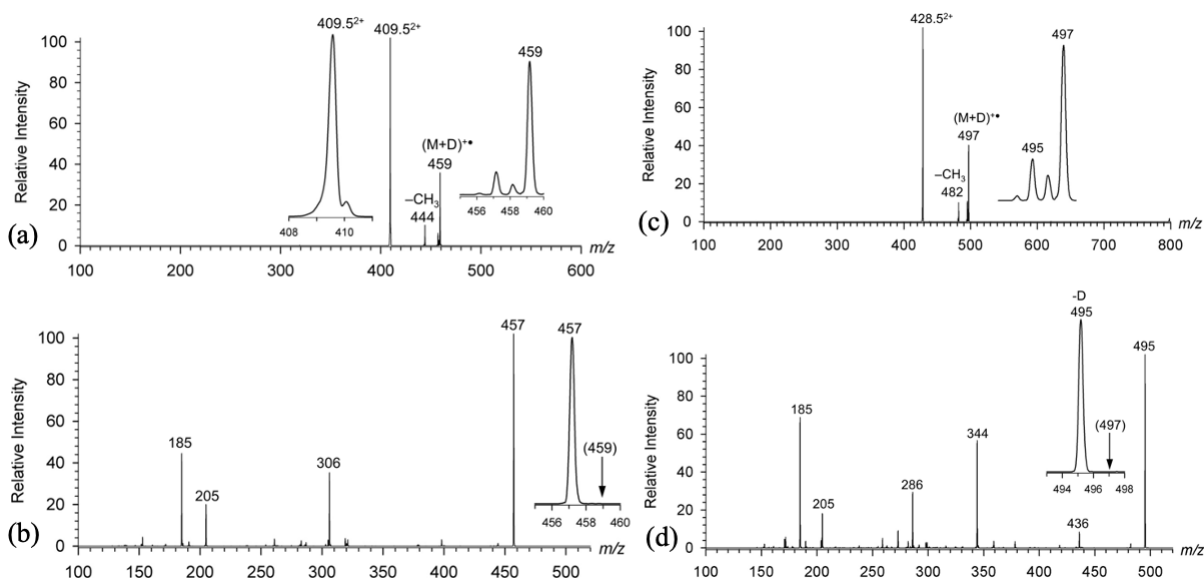 409.5²⁺ 409.5²⁺ 459
Relative Intensity
100
80
60
40
20
0
(M+D)⁺•
459
–CH₃
444
408 410
456 458 460
(a)
100 200 300 400 500 600 m/z
428.5²⁺ 497
Relative Intensity
100
80
60
40
20
0
(M+D)⁺•
497
495
–CH₃
482
(c)
100 200 300 400 500 600 700 800 m/z
457 457
Relative Intensity
100
80
60
40
20
0
185
205
306
(459)
456 458 460
(b)
100 150 200 250 300 350 400 450 500 m/z
-D
495 495
Relative Intensity
100
80
60
40
20
0
185
205
286
344
436
(497)
494 496 498
(d)
100 150 200 250 300 350 400 450 500 m/z